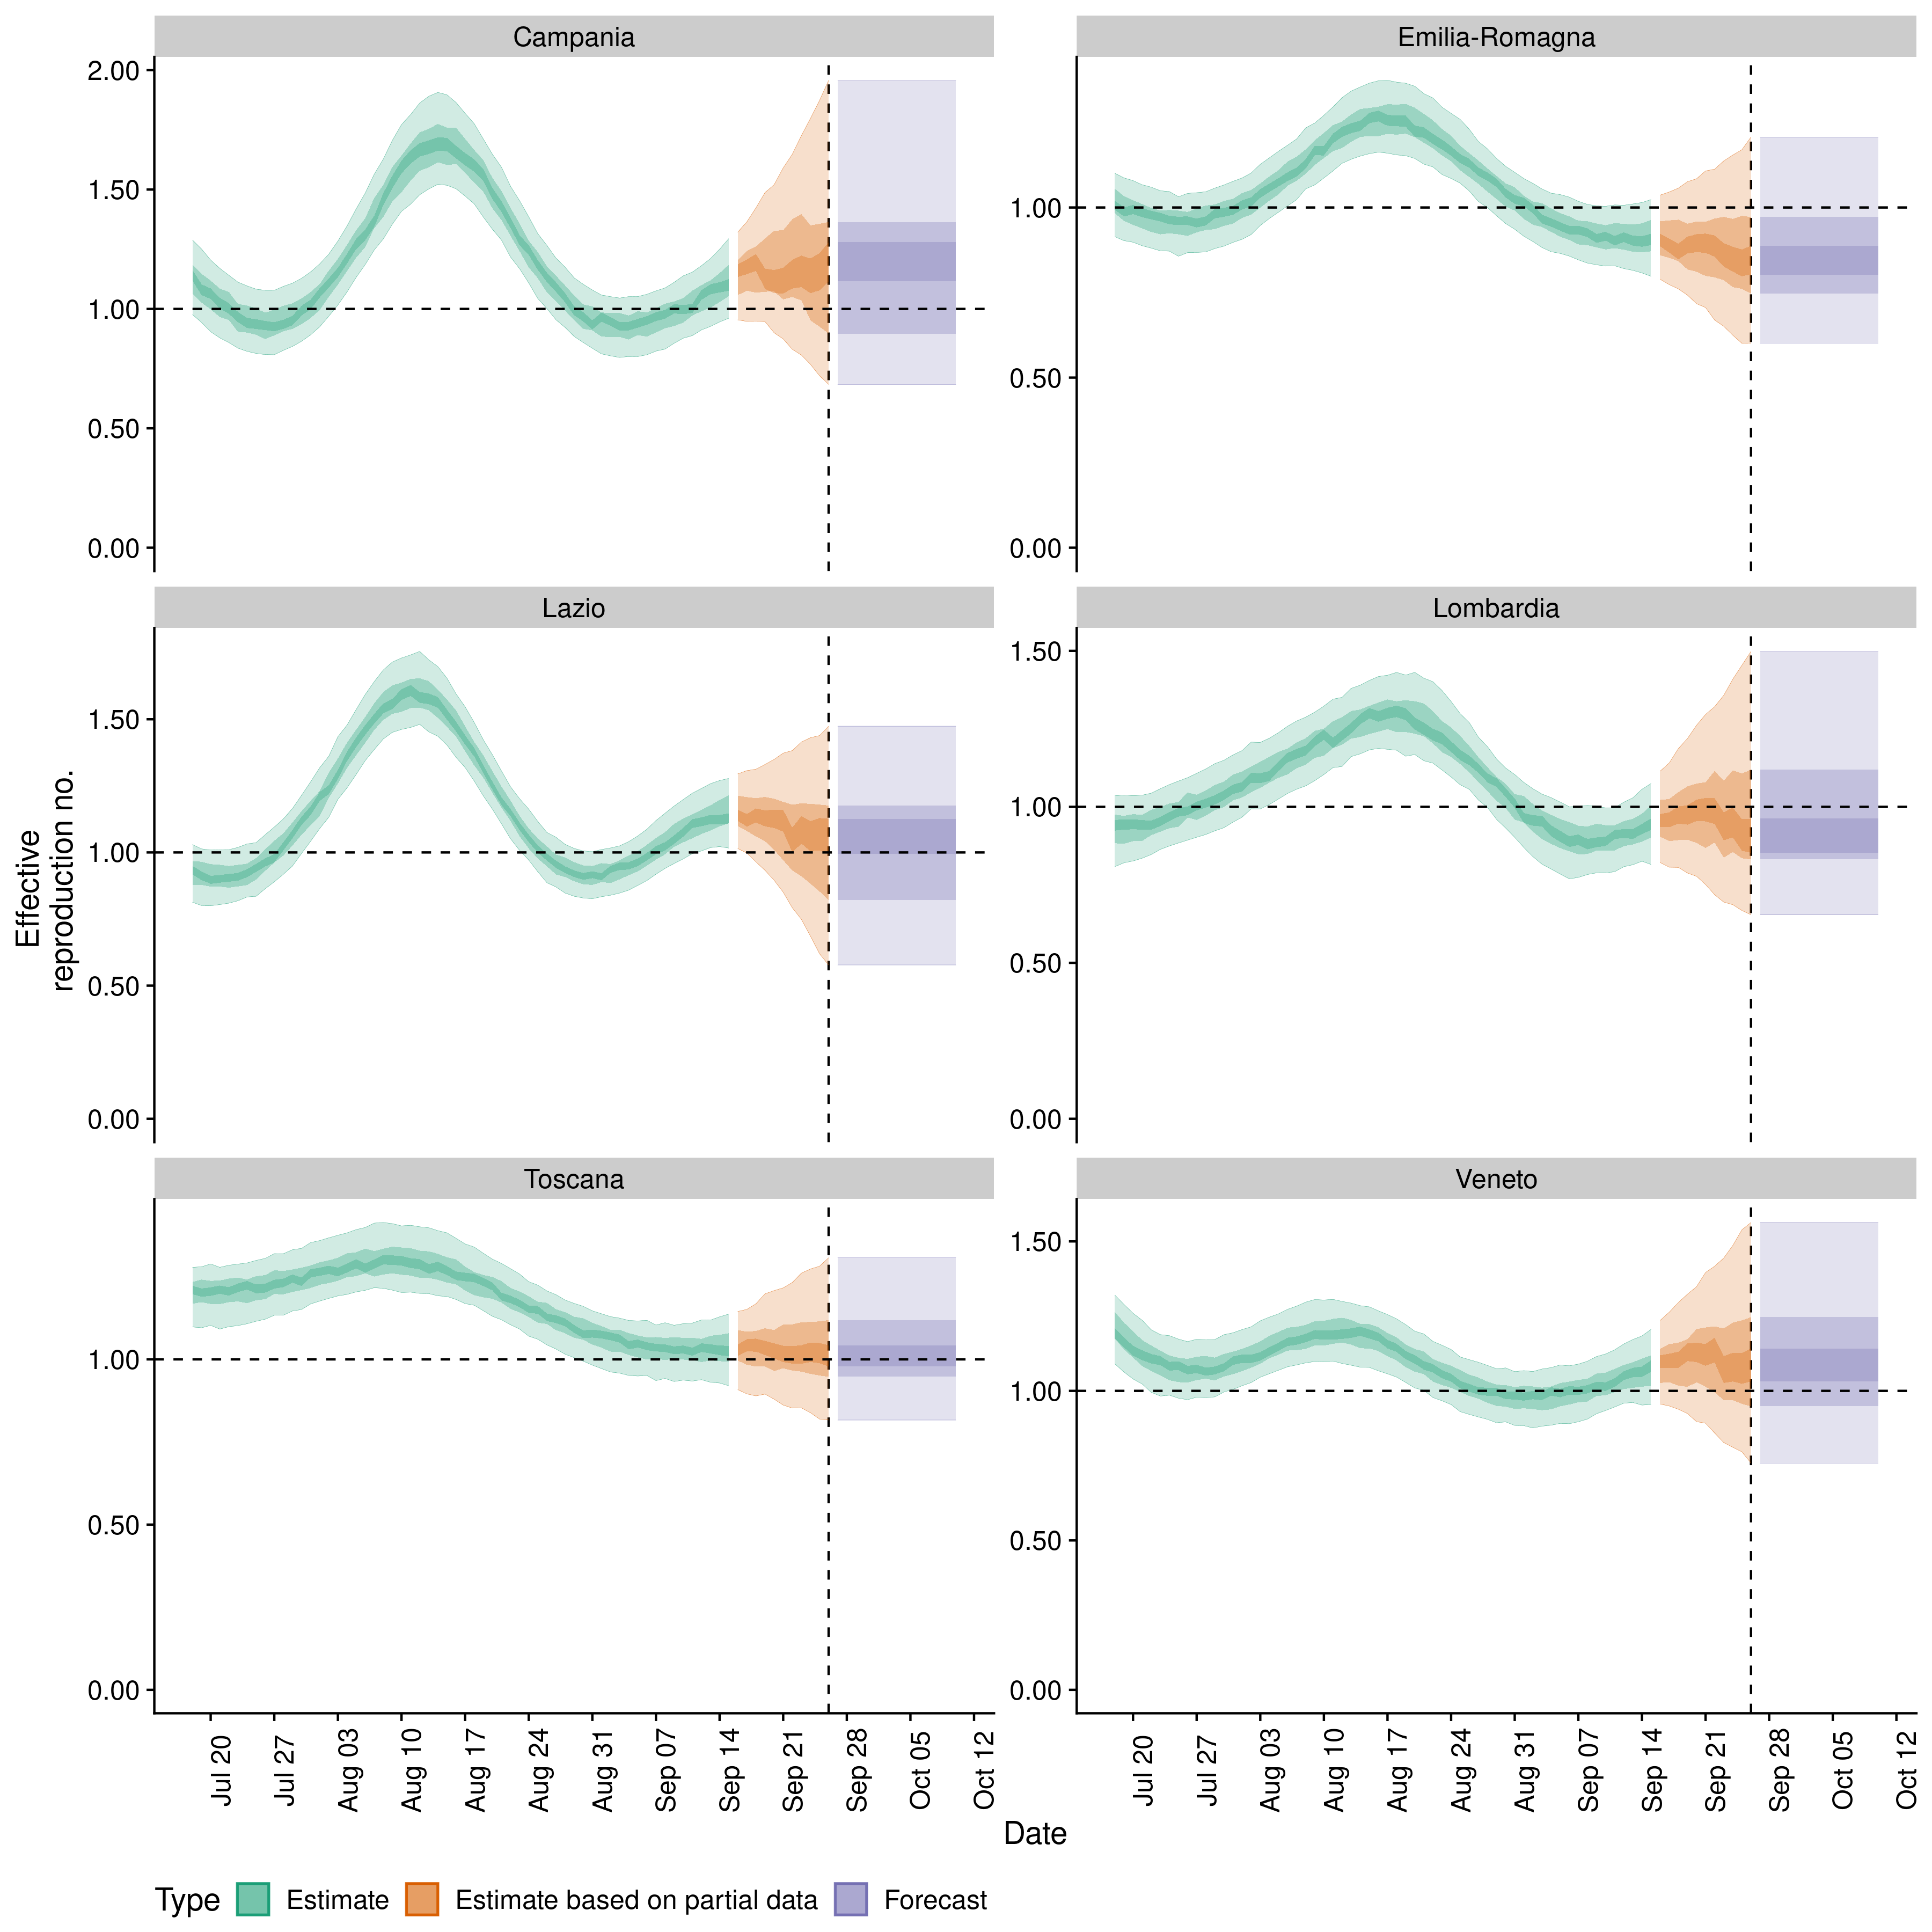 Campania
Emilia-Romagna
2.00
1.50
1.00
0.50
0.00
1.00
0.50
0.00
Lazio
Lombardia
1.50
1.00
0.50
0.00
1.50
1.00
0.50
0.00
Effective
reproduction no.
Toscana
Veneto
1.00
0.50
0.00
1.50
1.00
0.50
0.00
Jul 20 Jul 27 Aug 03 Aug 10 Aug 17 Aug 24 Aug 31 Sep 07 Sep 14 Sep 21 Sep 28 Oct 05 Oct 12
Jul 20 Jul 27 Aug 03 Aug 10 Aug 17 Aug 24 Aug 31 Sep 07 Sep 14 Sep 21 Sep 28 Oct 05 Oct 12
Date
Type Estimate Estimate based on partial data Forecast